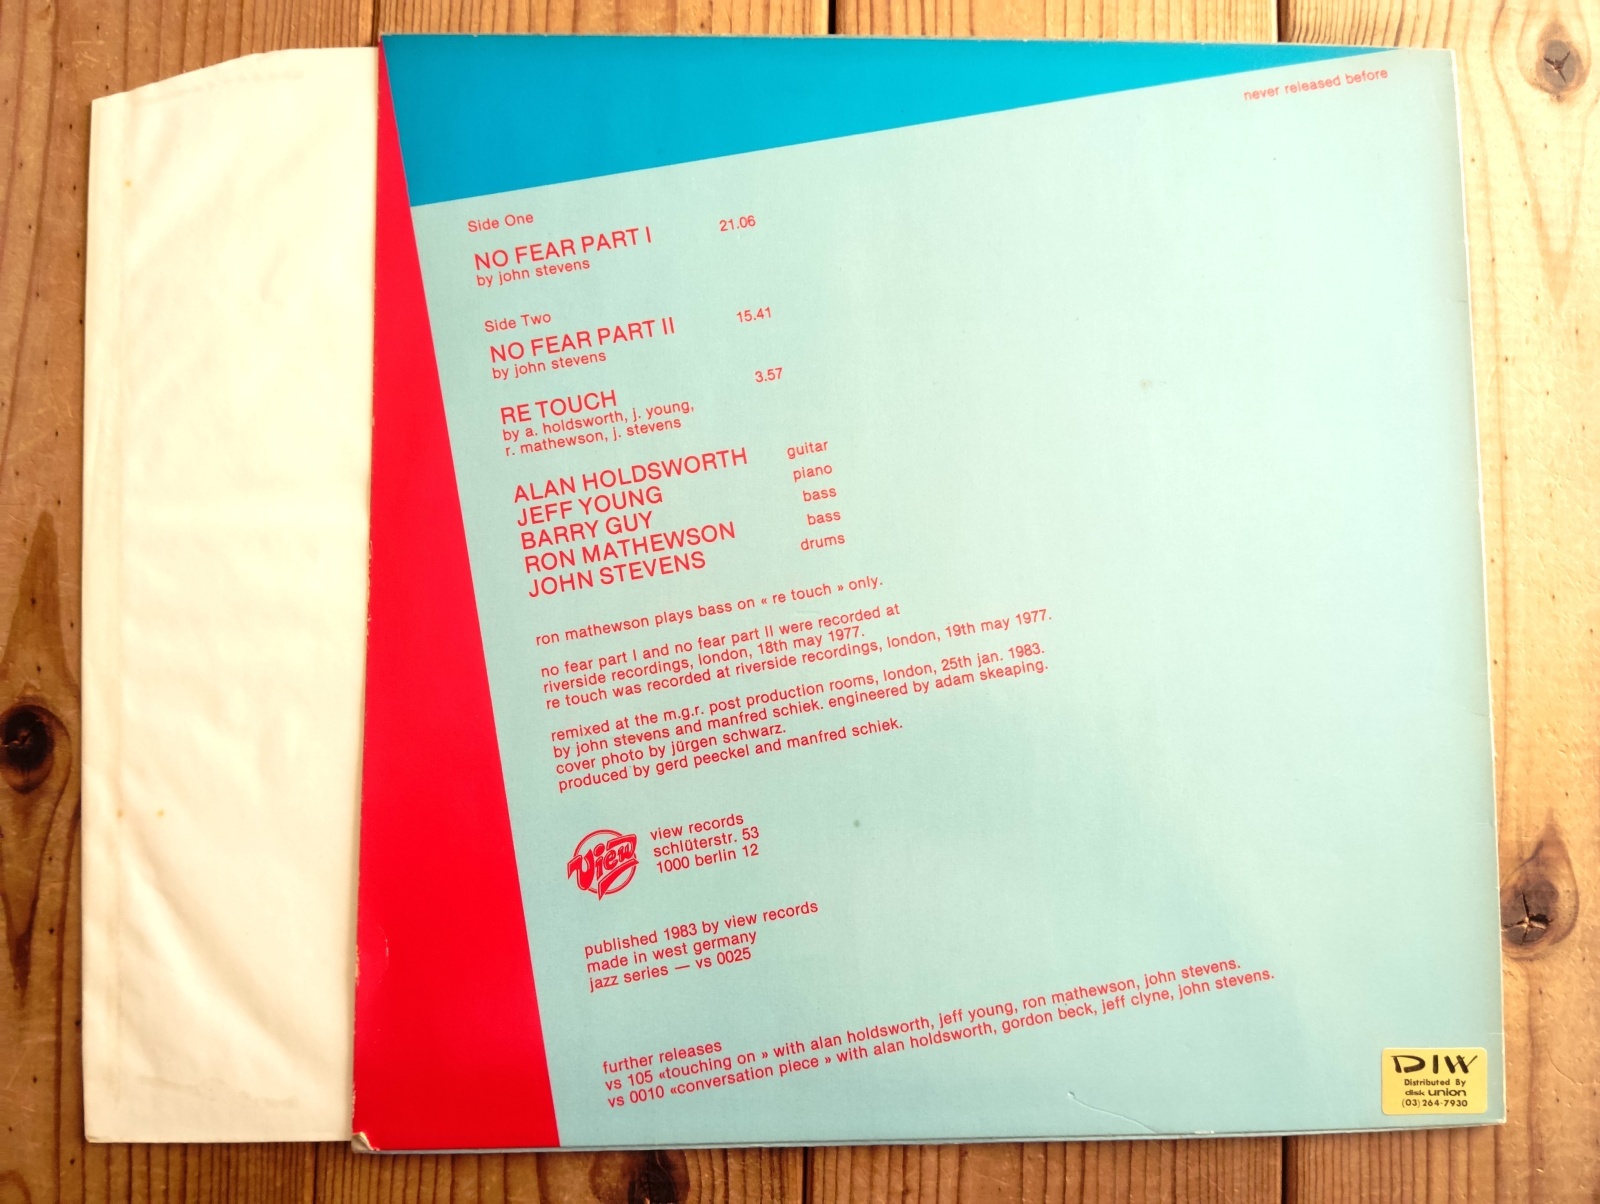 never released before
Side One
NO FEAR PART I 21.06
by john stevens
Side Two
NO FEAR PART II 15.41
by john stevens
RE TOUCH 3.57
by a. holdsworth, j. young,
r. mathewson, j. stevens
ALAN HOLDSWORTH guitar
JEFF YOUNG piano
BARRY GUY bass
RON MATHEWSON bass
JOHN STEVENS drums
ron mathewson plays bass on « re touch » only.
no fear part I and no fear part II were recorded at
riverside recordings, london, 18th may 1977.
re touch was recorded at riverside recordings, london, 19th may 1977.
remixed at the m.g.r. post production rooms, london, 25th jan. 1983.
by john stevens and manfred schiek. engineered by adam skeaping.
cover photo by jürgen schwarz.
produced by gerd peeckel and manfred schiek.
View
view records
schlüterstr. 53
1000 berlin 12
published 1983 by view records
made in west germany
jazz series — vs 0025
further releases
vs 105 «touching on » with alan holdsworth, jeff young, ron mathewson, john stevens.
vs 0010 «conversation piece » with alan holdsworth, gordon beck, jeff clyne, john stevens.
DIW
Distributed By
disk union
(03)264-7930